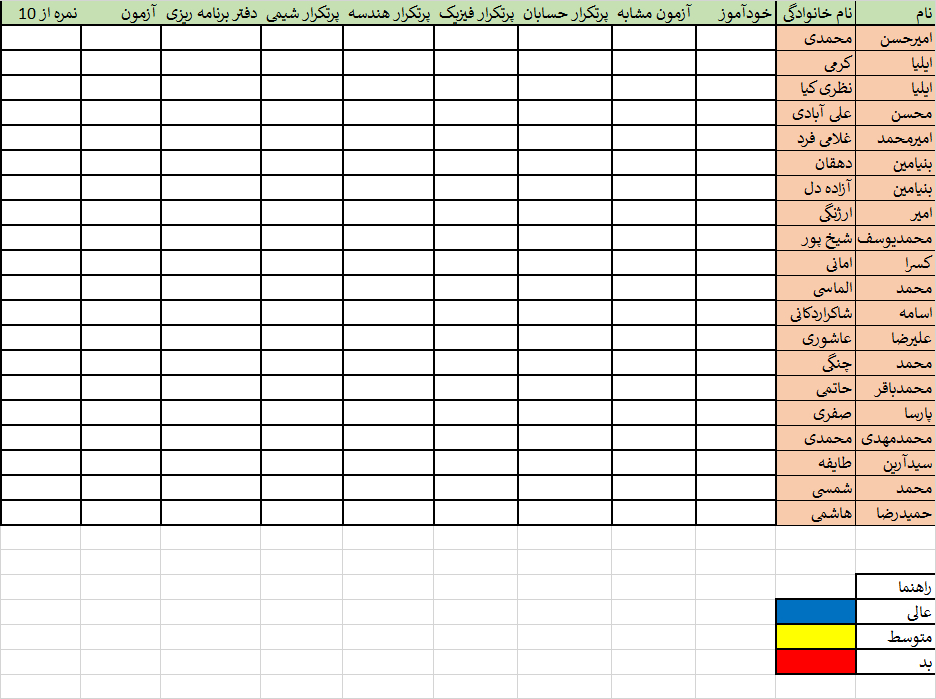 نام نام خانوادگی خودآموز آزمون مشابه پرتکرار حسابان پرتکرار فیزیک پرتکرار هندسه پرتکرار شیمی دفتر برنامه ریزی آزمون نمره از 10
امیرحسن محمدی
ایلیا کرمی
ایلیا نظری کیا
محسن علی آبادی
امیرمحمد غلامی فرد
بنیامین دهقان
بنیامین آزاده دل
امیر ارژنگی
محمدیوسف شیخ پور
کسرا امانی
محمد الماسی
اسامه شاکراردکانی
علیرضا عاشوری
محمد چنگی
محمدباقر حاتمی
پارسا صفری
محمدمهدی محمدی
سیدآرین طایفه
محمد شمسی
حمیدرضا هاشمی
راهنما
عالی
متوسط
بد